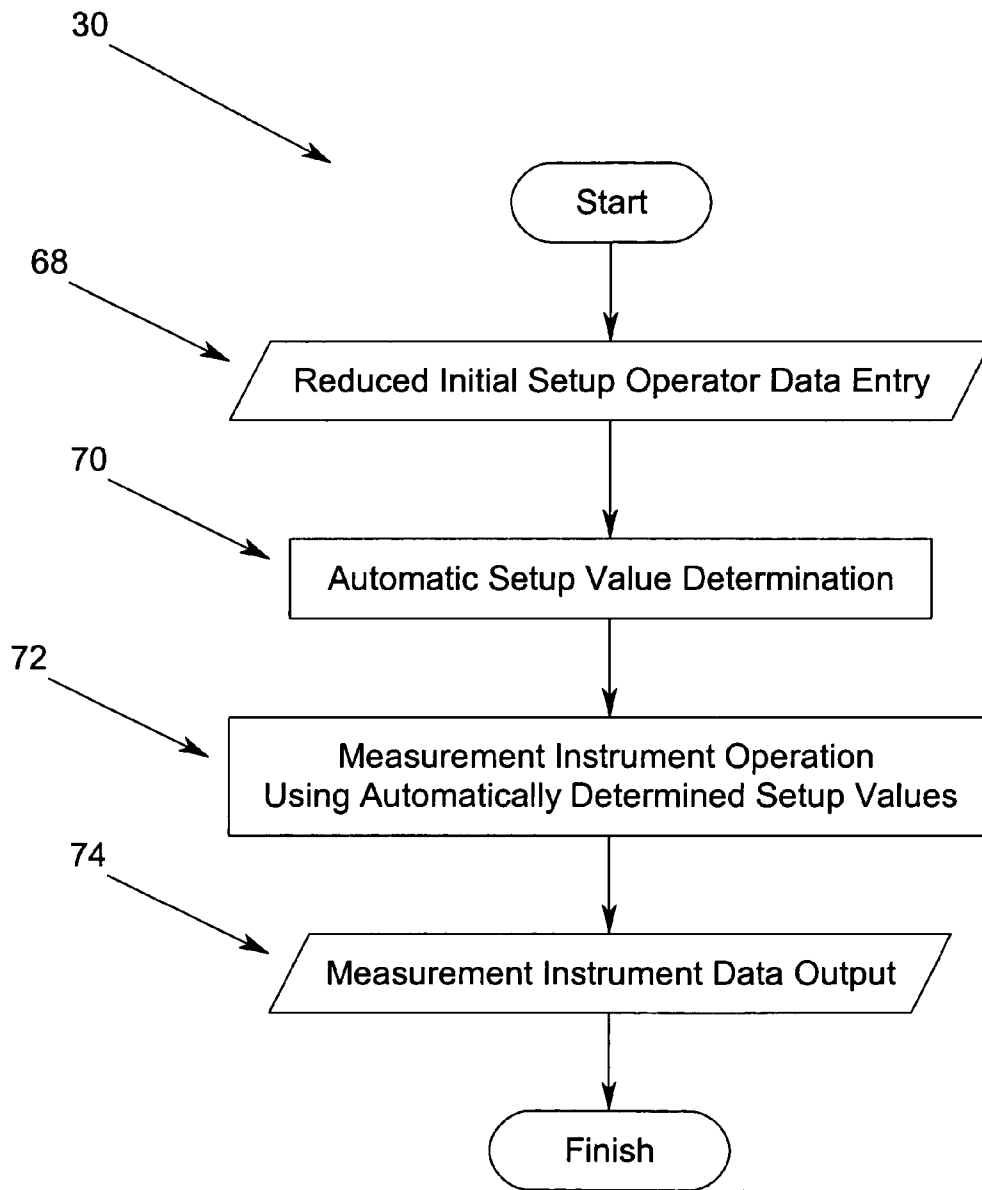 30
Start
68
Reduced Initial Setup Operator Data Entry
70
Automatic Setup Value Determination
72
Measurement Instrument Operation
Using Automatically Determined Setup Values
74
Measurement Instrument Data Output
Finish